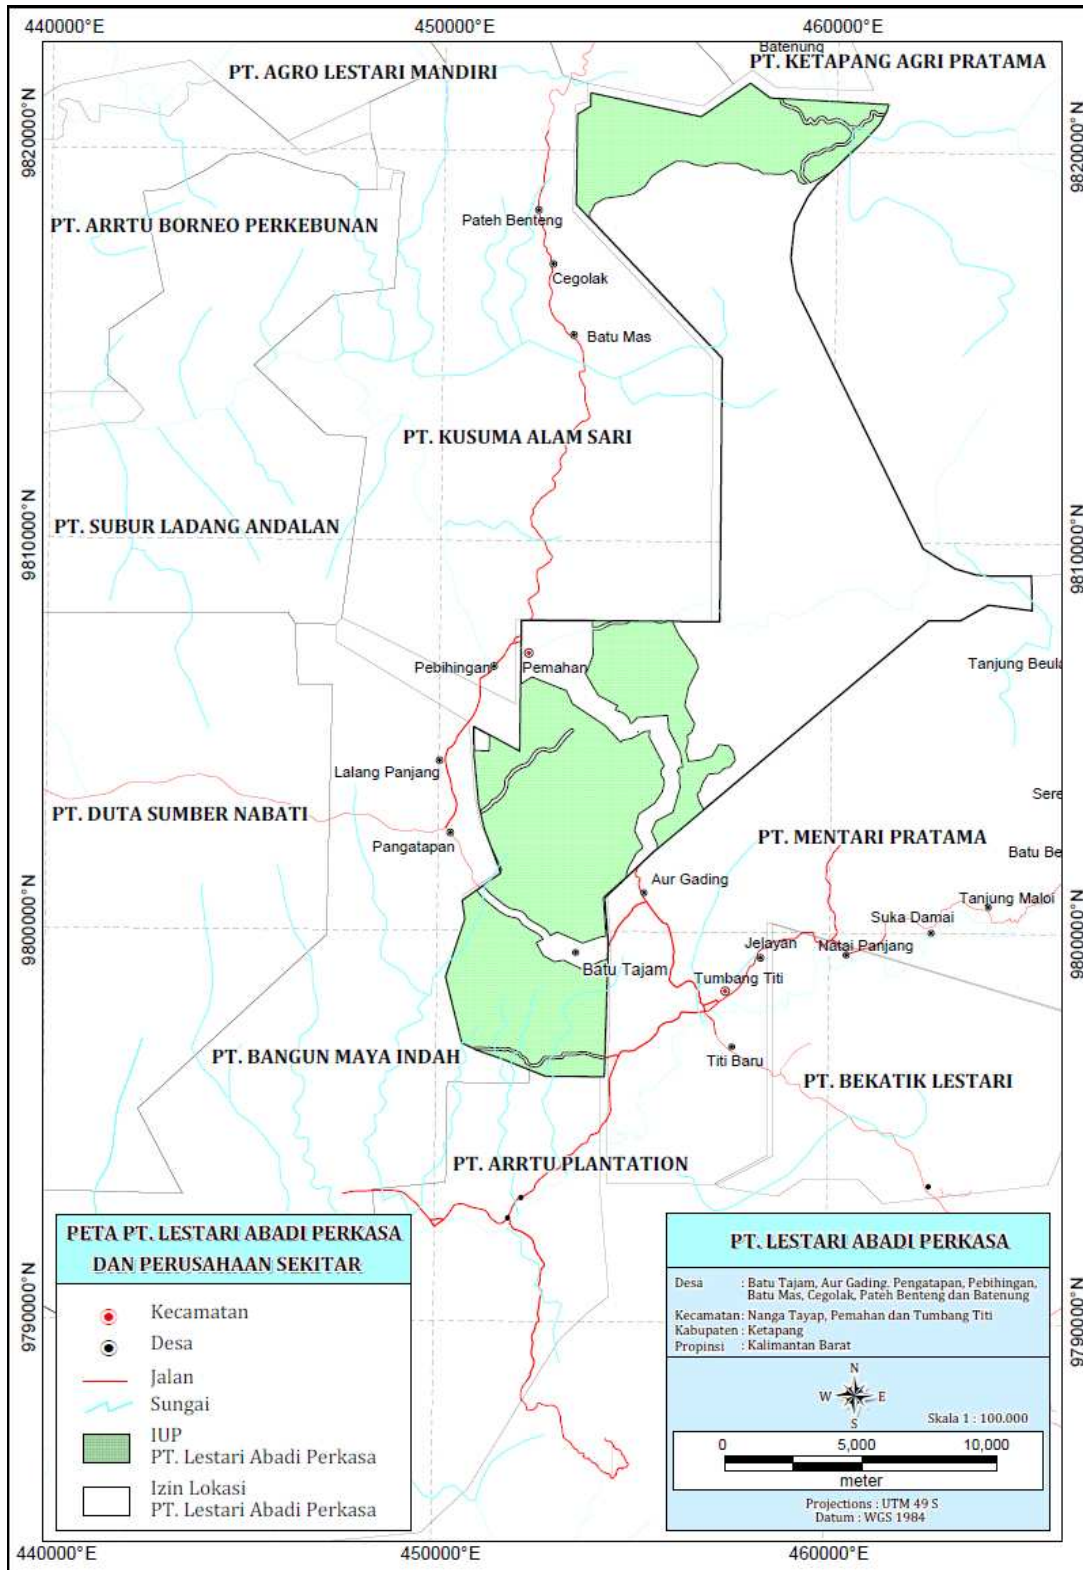 440000°E
450000°E
460000°E
Batenung
PT. AGRO LESTARI MANDIRI
PT. KETAPANG AGRI PRATAMA
9820000°N
9820000°N
PT. ARRTU BORNEO PERKEBUNAN
Pateh Benteng
Cegolak
Batu Mas
PT. KUSUMA ALAM SARI
PT. SUBUR LADANG ANDALAN
9810000°N
9810000°N
Pebihingan
Pemahan
Tanjung Beula
Lalang Panjang
PT. DUTA SUMBER NABATI
Sere
PT. MENTARI PRATAMA
Pangatapan
Batu Be
Aur Gading
Tanjung Maloi
Suka Damai
9800000°N
9800000°N
Jelayan
Natai Panjang
Batu Tajam
Tumbang Titi
PT. BANGUN MAYA INDAH
Titi Baru
PT. BEKATIK LESTARI
PT. ARRTU PLANTATION
9790000°N
9790000°N
PETA PT. LESTARI ABADI PERKASA
DAN PERUSAHAAN SEKITAR
Kecamatan
Desa
Jalan
Sungai
IUP
PT. Lestari Abadi Perkasa
Izin Lokasi
PT. Lestari Abadi Perkasa
PT. LESTARI ABADI PERKASA
Desa : Batu Tajam, Aur Gading. Pengatapan, Pebihingan,
Batu Mas, Cegolak, Pateh Benteng dan Batenung
Kecamatan : Nanga Tayap, Pemahan dan Tumbang Titi
Kabupaten : Ketapang
Propinsi : Kalimantan Barat
N
W E
S
Skala 1 : 100.000
0 5,000 10,000
meter
Projections : UTM 49 S
Datum : WGS 1984
440000°E
450000°E
460000°E